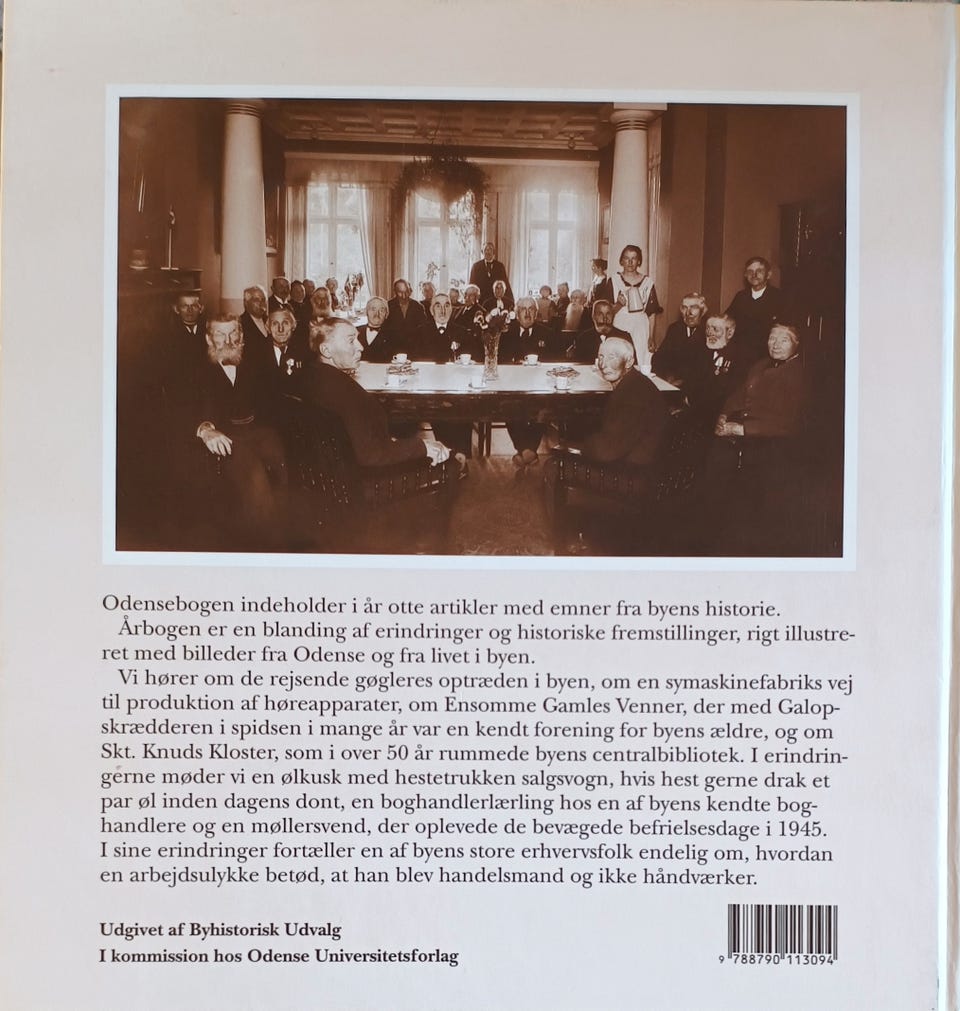 Odensebogen indeholder i år otte artikler med emner fra byens historie.
Årbogen er en blanding af erindringer og historiske fremstillinger, rigt illustre-
ret med billeder fra Odense og fra livet i byen.
Vi hører om de rejsende gøgleres optræden i byen, om en symaskinefabriks vej
til produktion af høreapparater, om Ensomme Gamles Venner, der med Galop-
skrædderen i spidsen i mange år var en kendt forening for byens ældre, og om
Skt. Knuds Kloster, som i over 50 år rummede byens centralbibliotek. I erindrin-
gerne møder vi en ølkusk med hestetrukken salgsvogn, hvis hest gerne drak et
par øl inden dagens dont, en boghandlerlærling hos en af byens kendte bog-
handlere og en møllersvend, der oplevede de bevægede befrielsesdage i 1945.
I sine erindringer fortæller en af byens store erhvervsfolk endelig om, hvordan
en arbejdsulykke betød, at han blev handelsmand og ikke håndværker.
Udgivet af Byhistorisk Udvalg
I kommission hos Odense Universitetsforlag
9 788790 113094